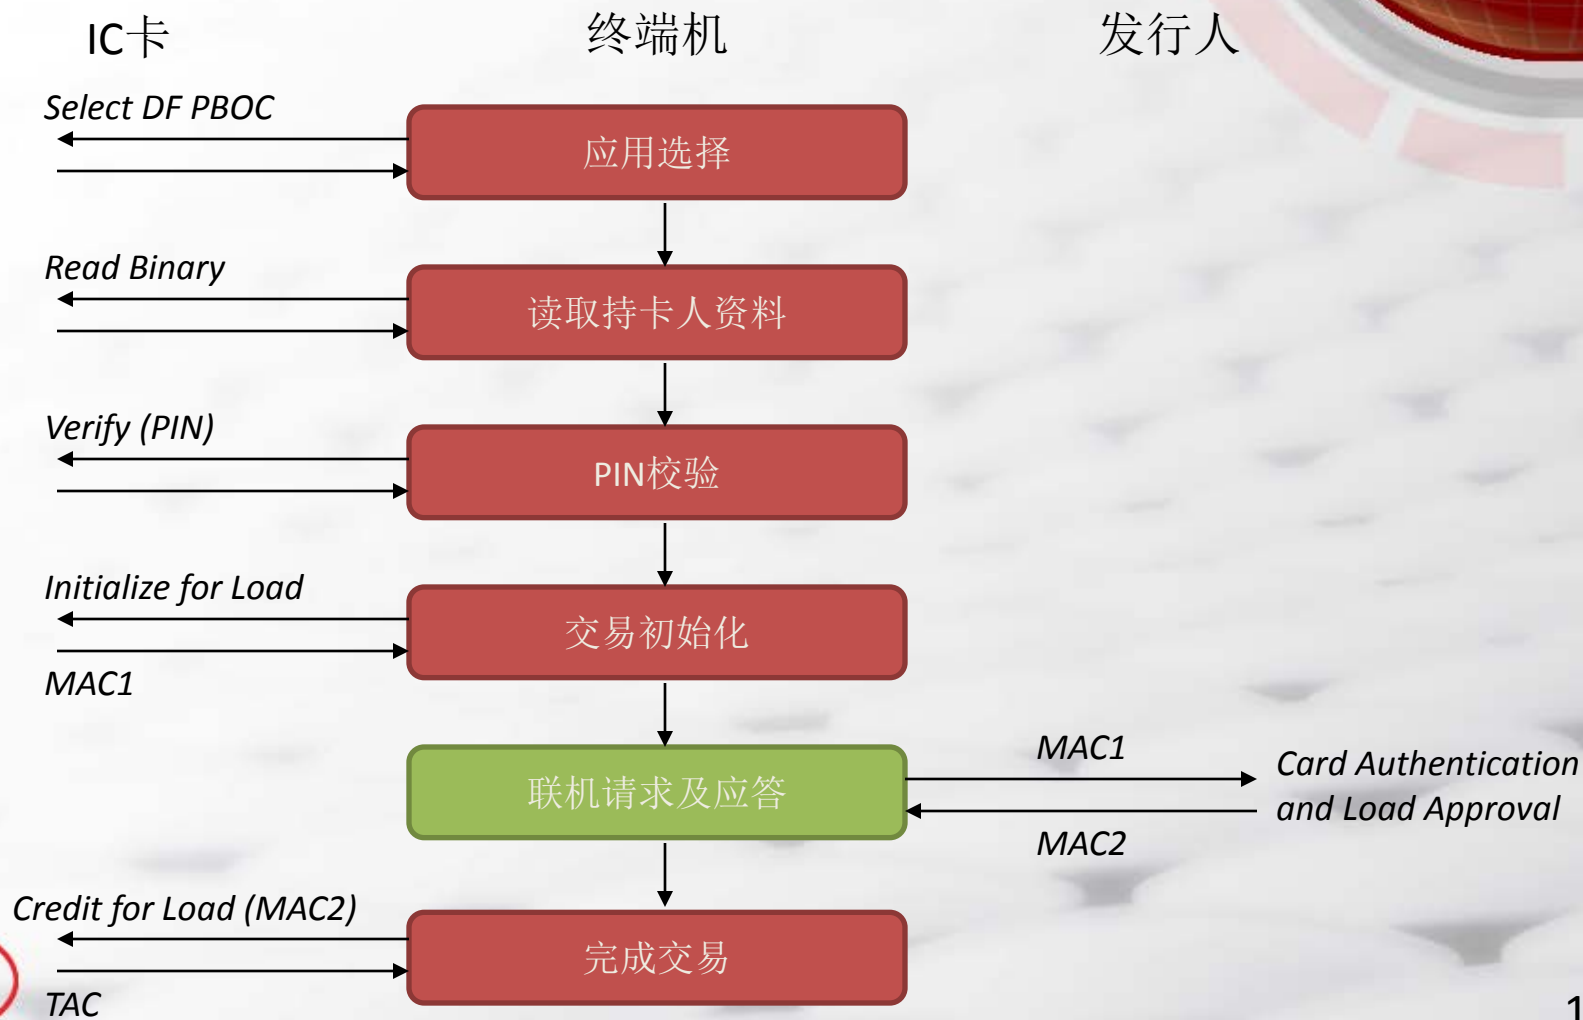 IC卡 终端机 发行人
Select DF PBOC
应用选择
Read Binary
读取持卡人资料
Verify (PIN)
PIN校验
Initialize for Load
交易初始化
MAC1
MAC1
Card Authentication
and Load Approval
联机请求及应答
MAC2
Credit for Load (MAC2)
完成交易
TAC
1